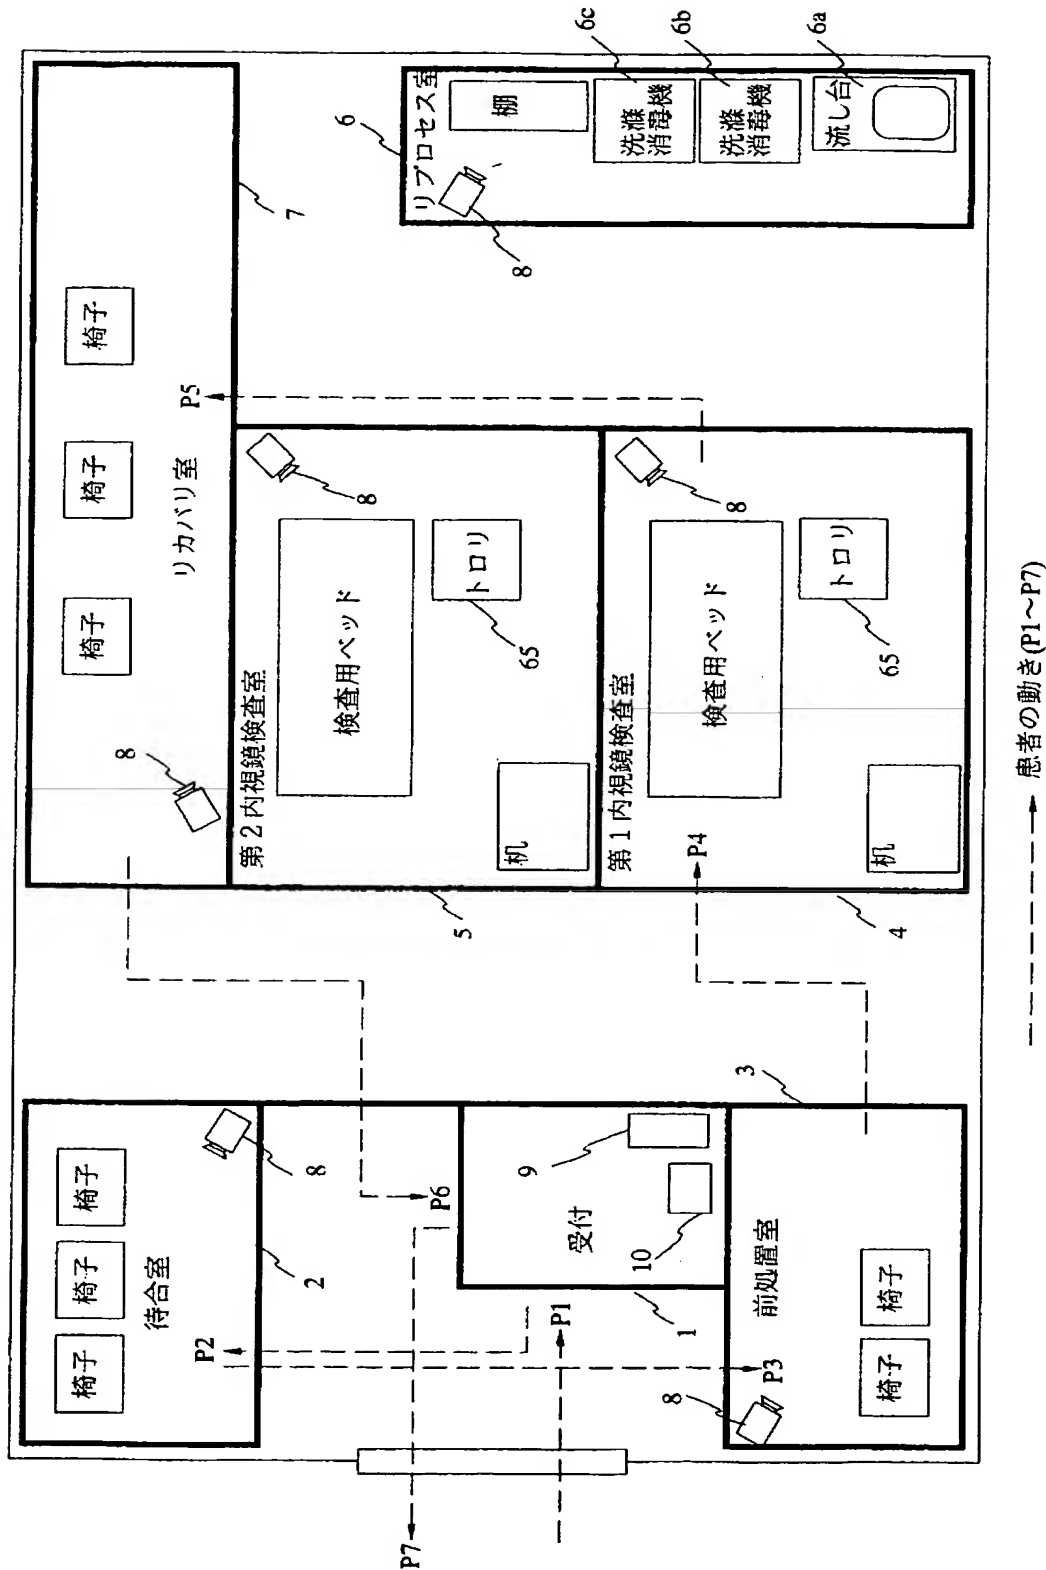 待合室
椅子
椅子
椅子
8
2
P2
リカバリ室
椅子
椅子
椅子
8
7
P5
P6
P7
P1
受付
9
10
1
前処置室
椅子
椅子
8
3
P3
第2内視鏡検査室
検査用ベッド
トロリ
65
机
8
5
第1内視鏡検査室
検査用ベッド
トロリ
65
机
8
4
P4
リプロセス室
6
8
棚
洗滌
消毒機
6c
洗滌
消毒機
6b
流し台
6a
患者の動き(P1～P7)